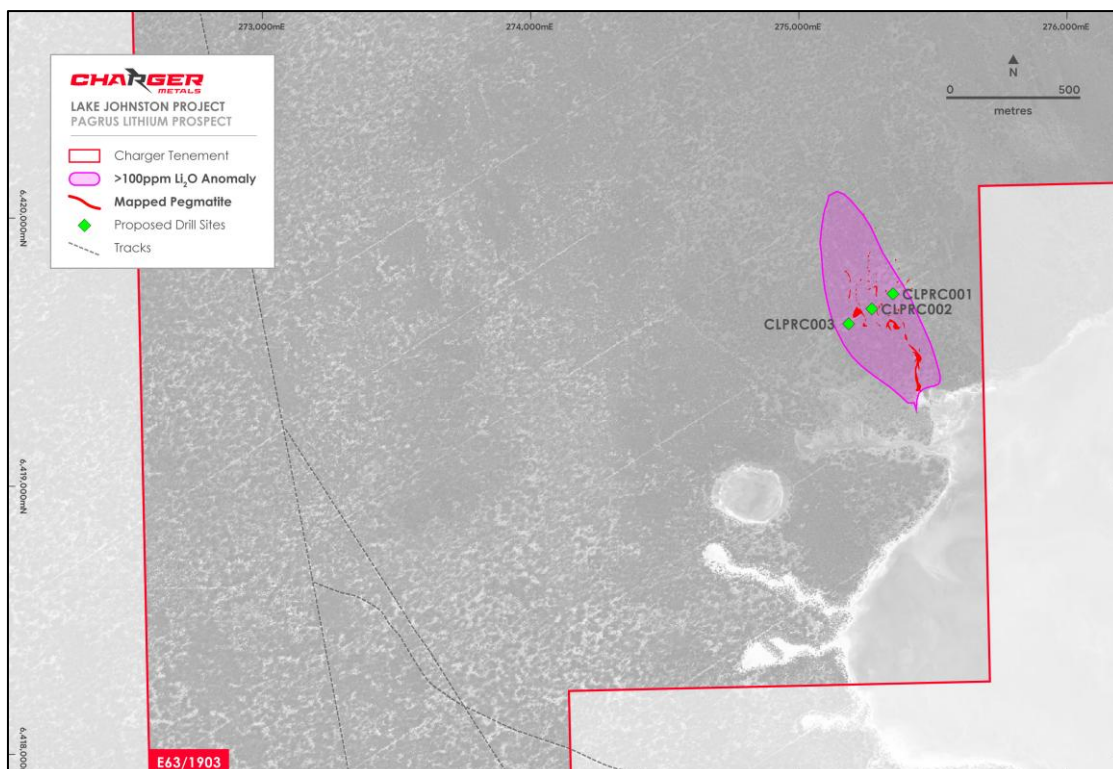 273,000mE
274,000mE
275,000mE
276,000mE
CHARGER
METALS
LAKE JOHNSTON PROJECT
PAGRUS LITHIUM PROSPECT
Charger Tenement
>100ppm Li₂O Anomaly
Mapped Pegmatite
Proposed Drill Sites
Tracks
N
0 500
metres
6,420,000mN
CLPRC001
CLPRC002
CLPRC003
6,419,000mN
6,418,000mN
E63/1903